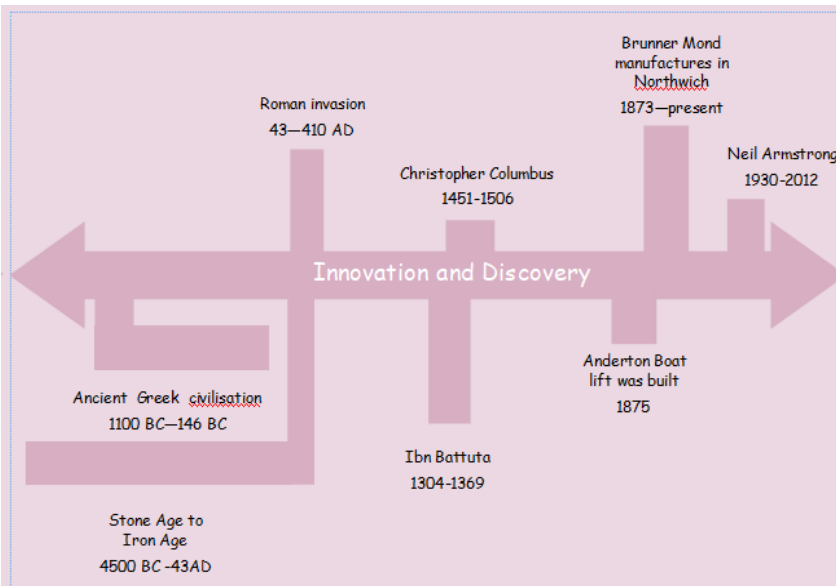 Brunner Mond
manufactures in
Northwich
1873—present
Roman invasion
43—410 AD
Neil Armstrong
1930-2012
Christopher Columbus
1451-1506
Innovation and Discovery
Ancient Greek civilisation
1100 BC—146 BC
Anderton Boat
lift was built
1875
Ibn Battuta
1304-1369
Stone Age to
Iron Age
4500 BC -43AD